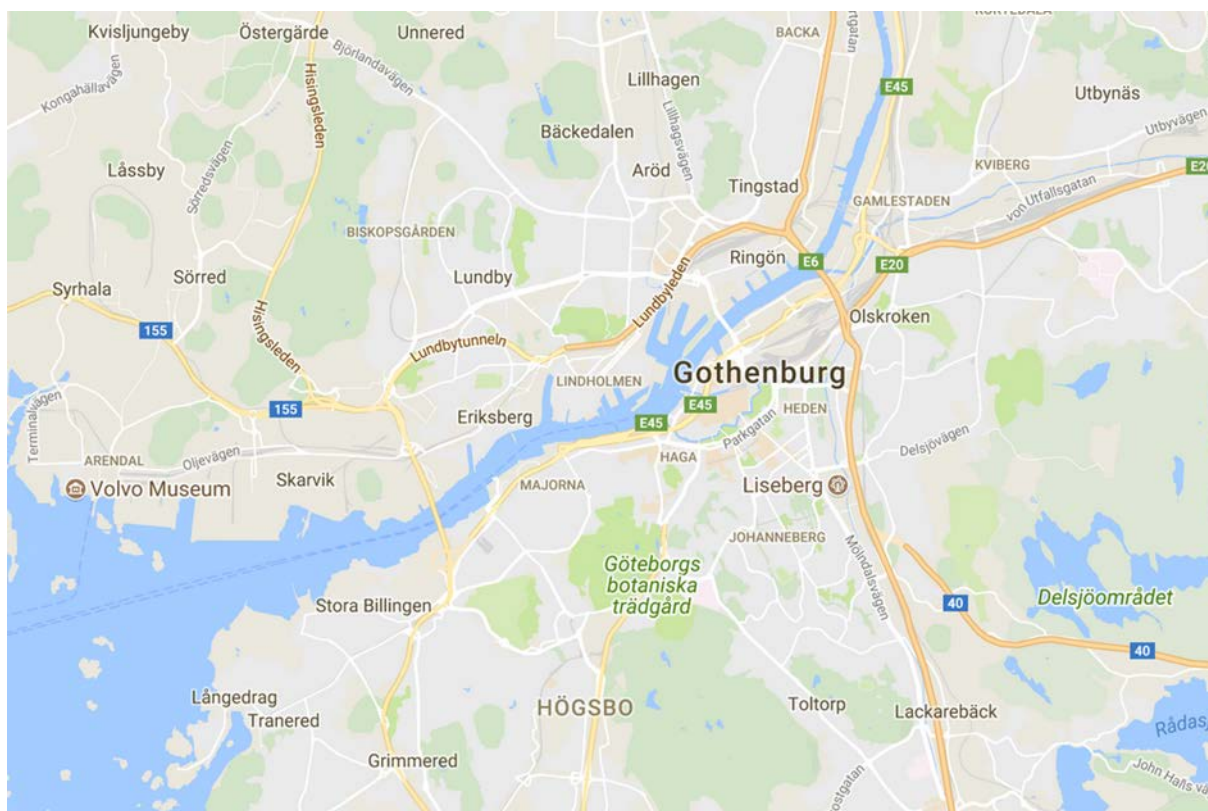 KORTEDALA
Kvisljungeby
Östergärde
Unnered
BACKA
Björlandavägen
Lillhagen
E45
Utbynäs
Kongahällavägen
Hisingsleden
Lillhagsvägen
Bäckedalen
Utbyvägen
Låssby
Sörredsvägen
Aröd
Tingstad
KVIBERG
E20
GAMLESTADEN
von Utfallsgatan
BISKOPSGÅRDEN
Ringön
E6
E20
Sörred
Lundby
Syrhala
Lundbyleden
Olskroken
155
Hisingsleden
Lundbytunneln
Gothenburg
LINDHOLMEN
Terminalvägen
155
Eriksberg
E45
E45
HEDEN
Parkgatan
Delsjövägen
ARENDAL
Oljevägen
HAGA
Volvo Museum
Skarvik
MAJORNA
Liseberg
JOHANNEBERG
Mölndalsvägen
Göteborgs
botaniska
trädgård
Stora Billingen
40
Delsjöområdet
40
Långedrag
Tranered
HÖGSBO
Toltorp
Lackarebäck
Grimmered